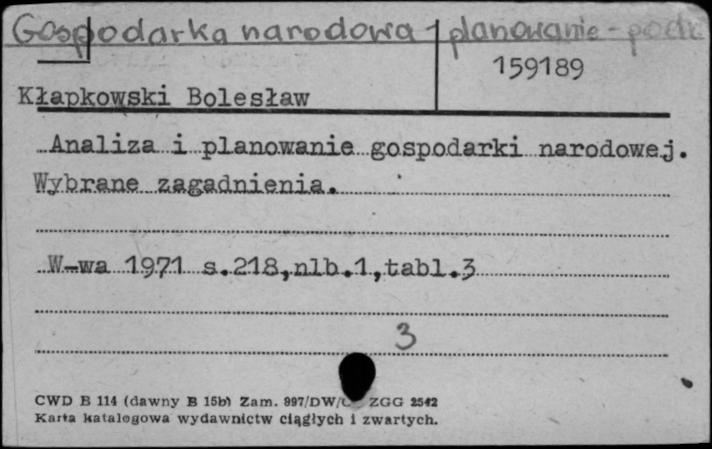 Gospodarka narodowa - planowanie - podr
159189
Kłapkowski Bolesław
Analiza i planowanie gospodarki narodowej.
Wybrane zagadnienia.
W-wa 1971 s.218,nlb.1,tabl.3
3
CWD B 114 (dawny B 15b) Zam. 997/DW/ ZGG 2542
Karta katalogowa wydawnictw ciągłych i zwartych.